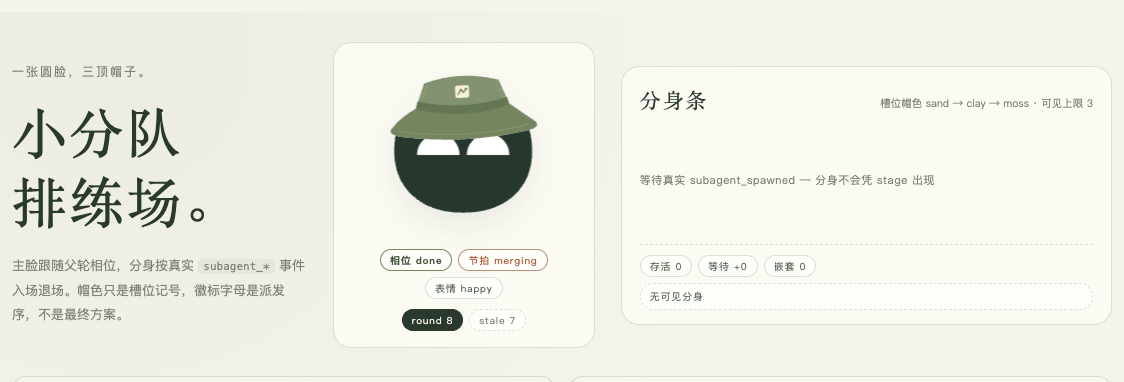 一张圆脸，三顶帽子。
小分队
排练场。
主脸跟随父轮相位，分身按真实 subagent_* 事件
入场退场。帽色只是槽位记号，徽标字母是派发
序，不是最终方案。
相位 done
节拍 merging
表情 happy
round 8
stale 7
分身条
槽位帽色 sand → clay → moss · 可见上限 3
等待真实 subagent_spawned — 分身不会凭 stage 出现
存活 0
等待 +0
嵌套 0
无可见分身